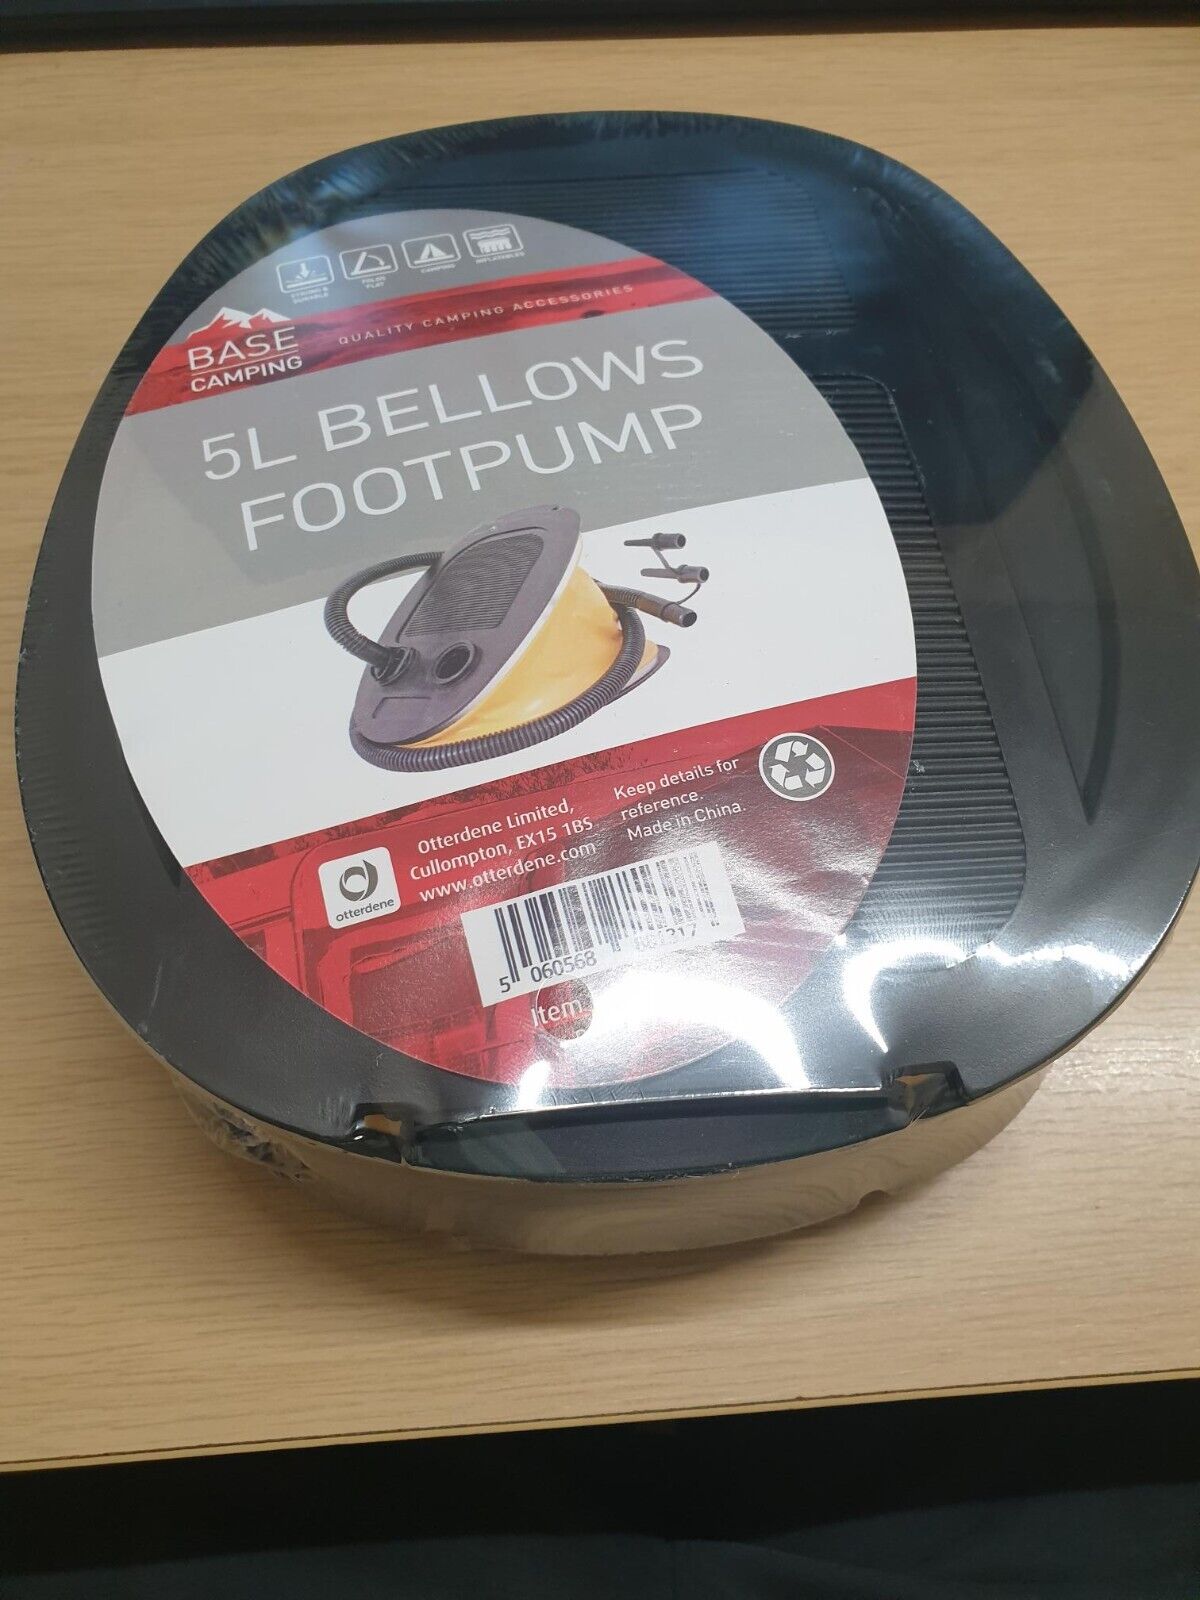 STRONG &
DURABLE
FOLDS
FLAT
CAMPING
INFLATABLES
BASE
CAMPING
QUALITY CAMPING ACCESSORIES
5L BELLOWS
FOOTPUMP
otterdene
Otterdene Limited,
Cullompton, EX15 1BS
www.otterdene.com
Keep details for
reference.
Made in China.
5 060568
Item